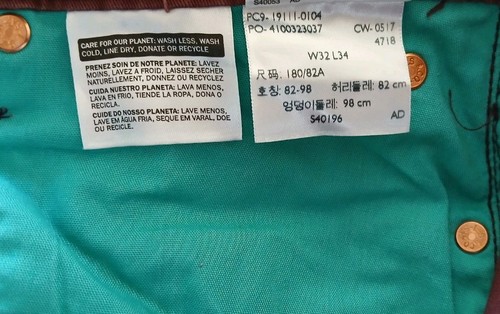 CARE FOR OUR PLANET: WASH LESS, WASH
COLD, LINE DRY, DONATE OR RECYCLE
PRENEZ SOIN DE NOTRE PLANETE: LAVEZ
MOINS, LAVEZ A FROID, LAISSEZ SECHER
NATURELLEMENT, DONNEZ OU RECYCLEZ
CUIDA NUESTRO PLANETA: LAVA MENOS,
LAVA EN FRIO, TIENDE LA ROPA, DONA O
RECICLA.
CUIDE DO NOSSO PLANETA: LAVE MENOS,
LAVE EM ÁGUA FRIA, SEQUE EM VARAL, DOE
OU RECICLE.
S40053 AD
PC9- 19111-0104
PO- 4100323037 CW- 0517
4718
W32 L34
尺码: 180/82A
호칭: 82-98 허리둘레: 82 cm
엉덩이둘레: 98 cm
S40196 AD